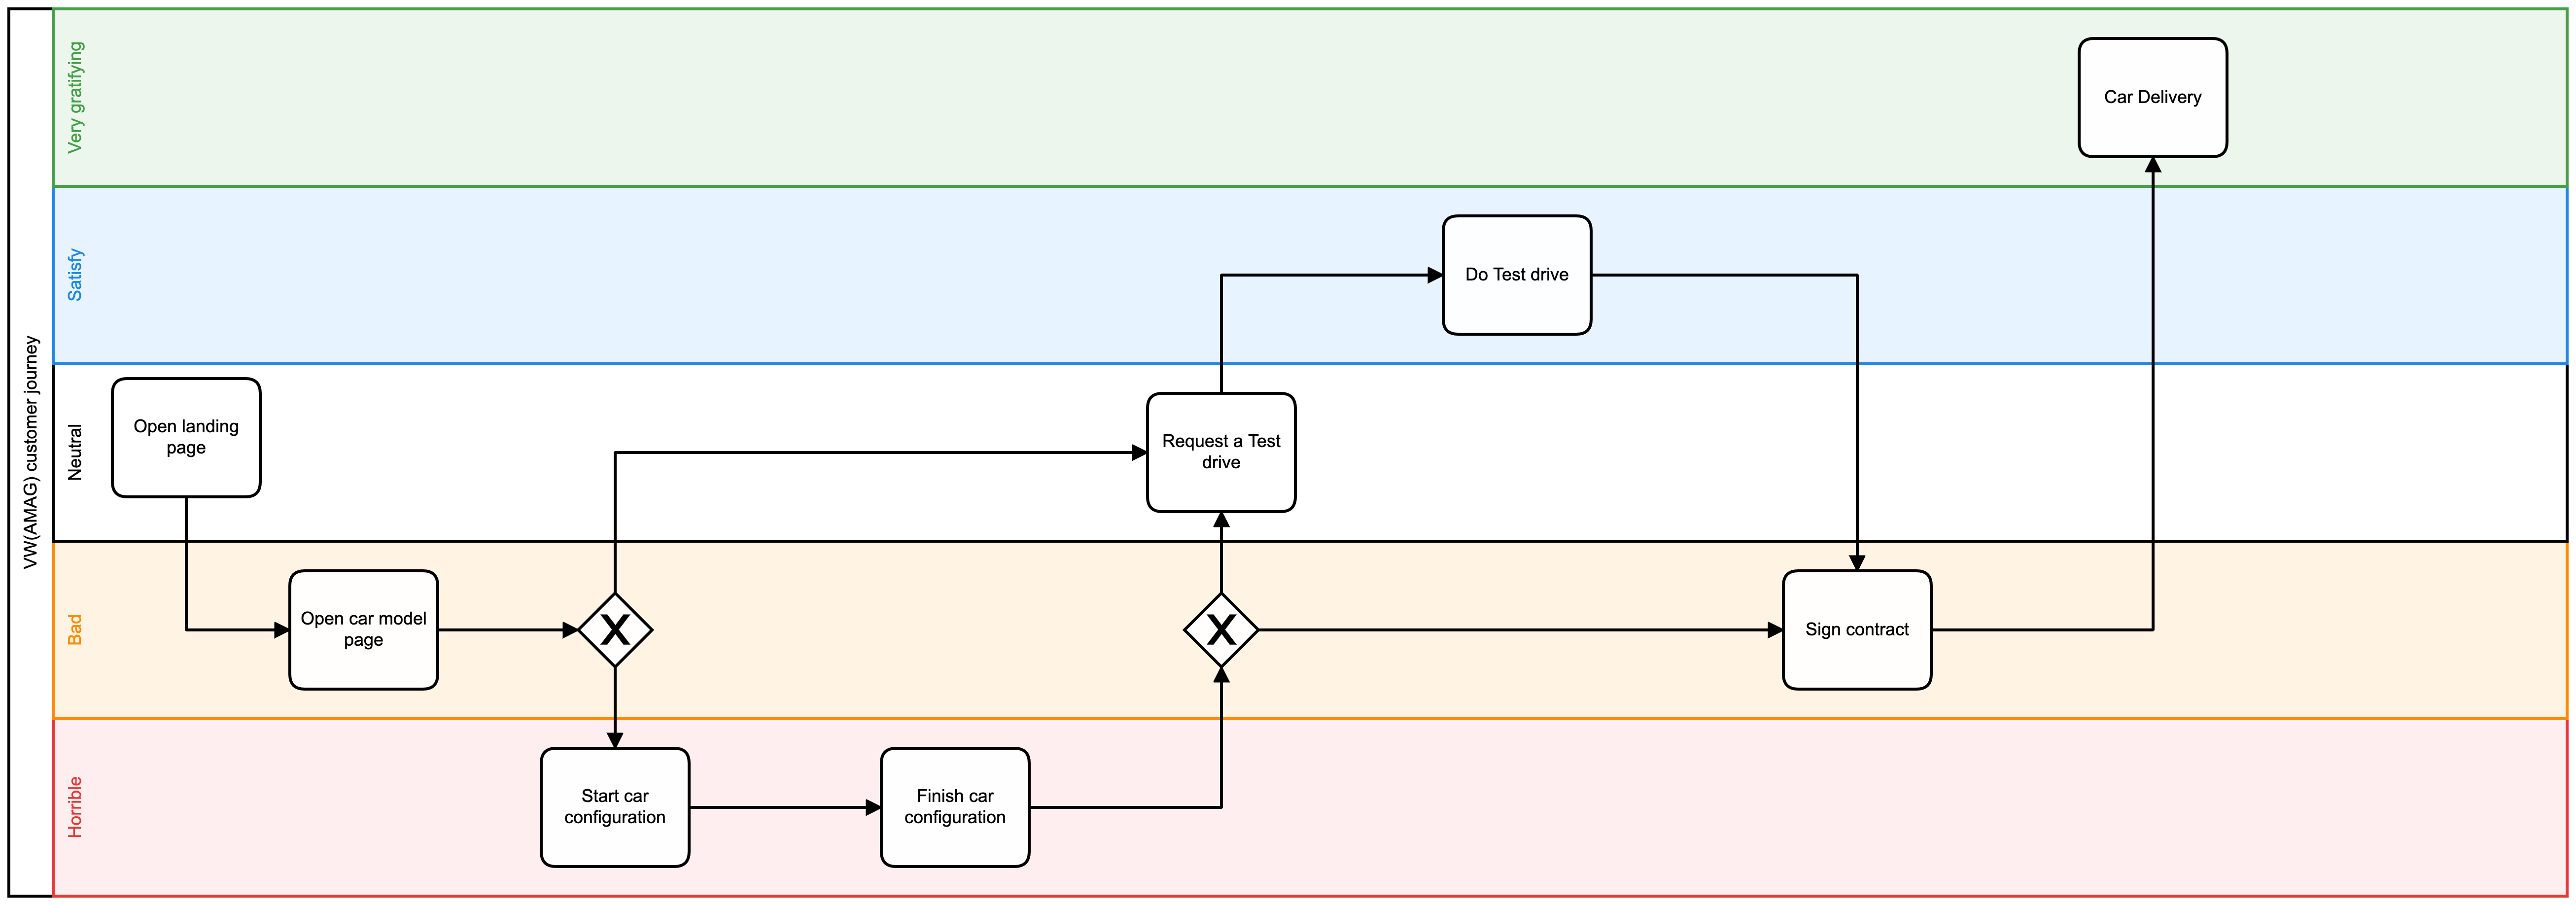 VW(AMAG) customer journey
Very gratifying
Car Delivery
Satisfy
Do Test drive
Neutral
Open landing
page
Request a Test
drive
Bad
Open car model
page
X
X
Sign contract
Horrible
Start car
configuration
Finish car
configuration